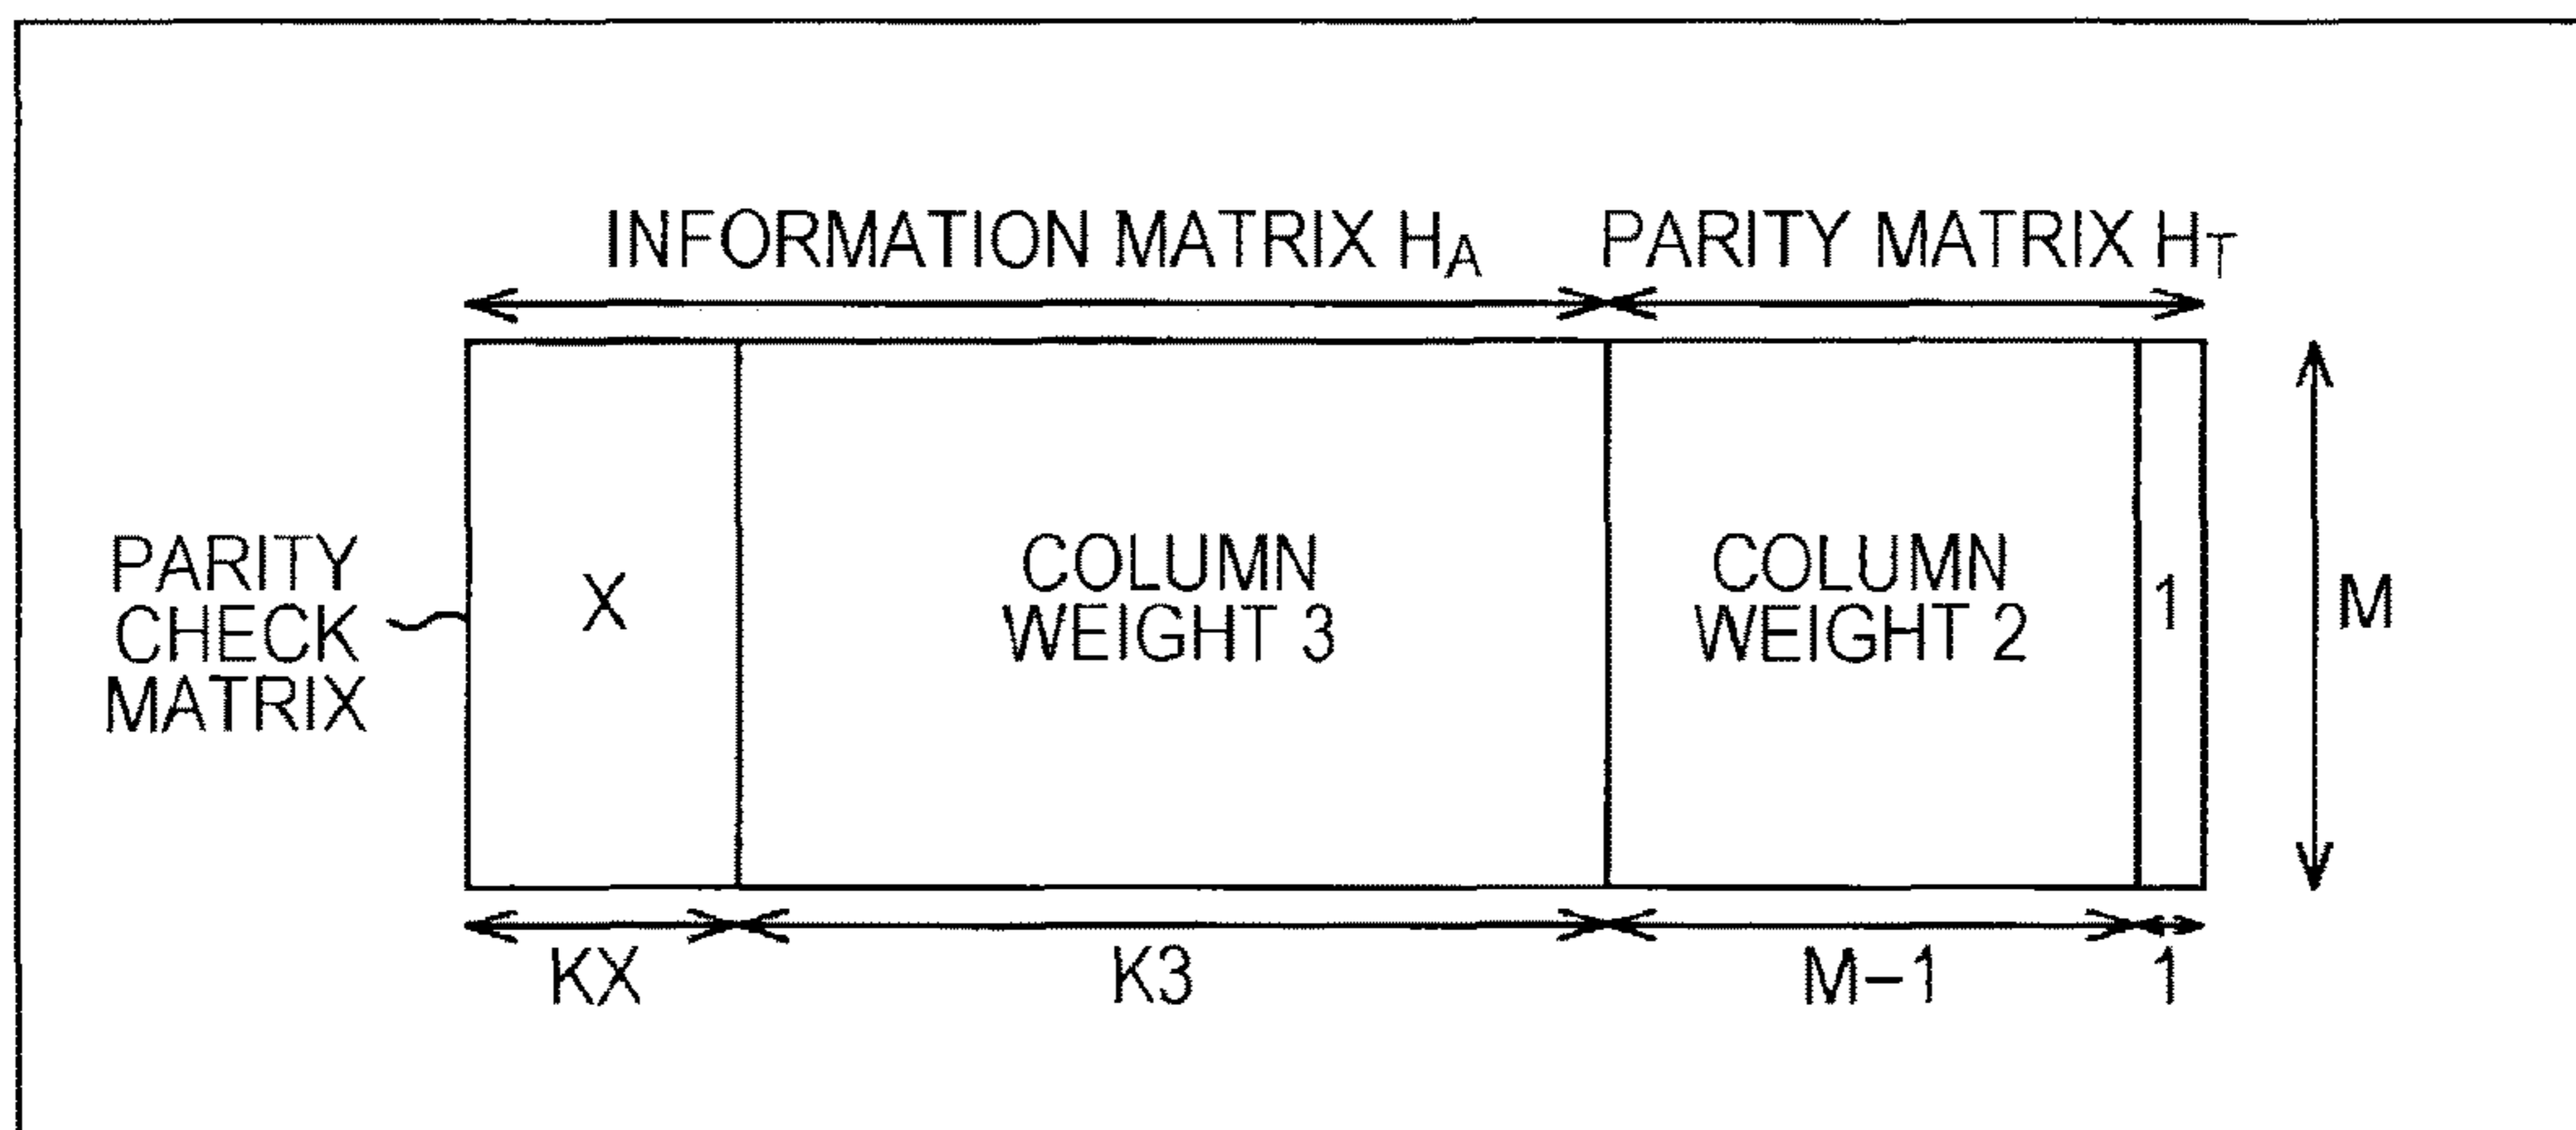 INFORMATION MATRIX HA
PARITY MATRIX HT
PARITY
CHECK
MATRIX
X
COLUMN
WEIGHT 3
COLUMN
WEIGHT 2
1
M
KX
K3
M−1
1